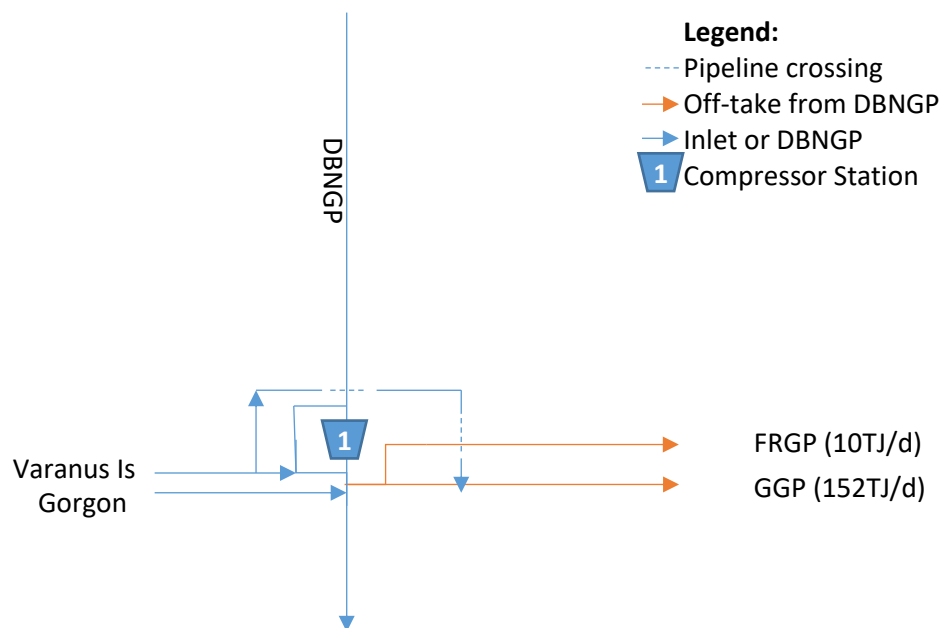 Legend:
Pipeline crossing
Off-take from DBNGP
Inlet or DBNGP
1 Compressor Station
DBNGP
1
FRGP (10TJ/d)
Varanus Is
GGP (152TJ/d)
Gorgon